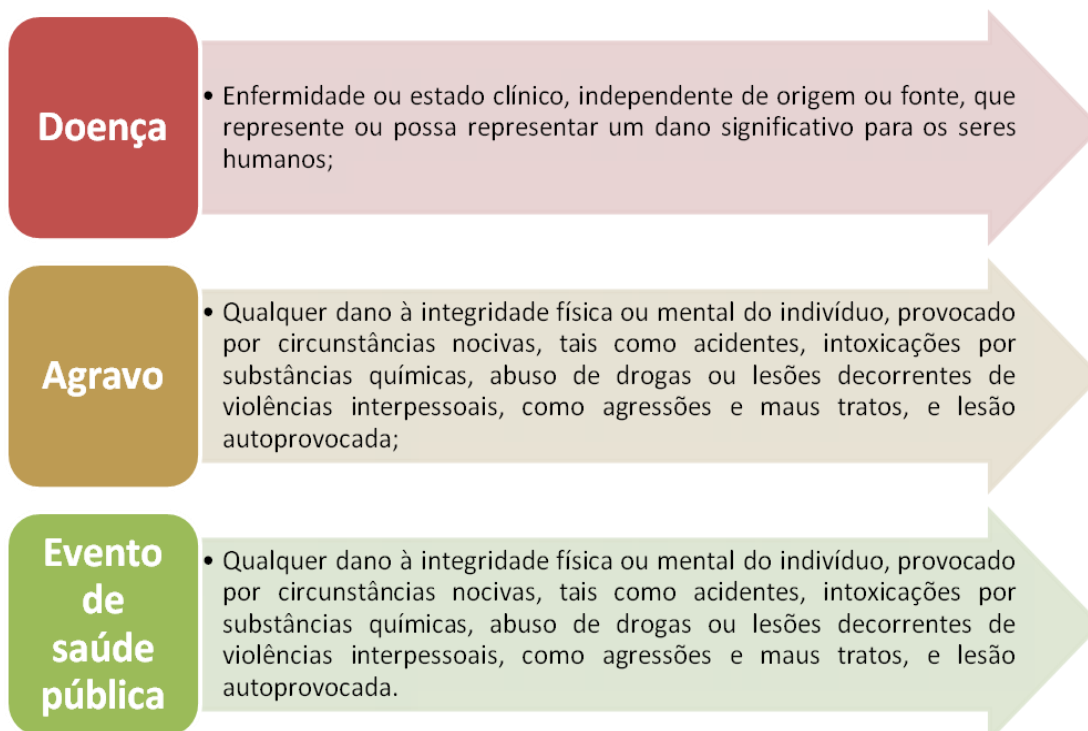 Doença
• Enfermidade ou estado clínico, independente de origem ou fonte, que
represente ou possa representar um dano significativo para os seres
humanos;
Agravo
• Qualquer dano à integridade física ou mental do indivíduo, provocado
por circunstâncias nocivas, tais como acidentes, intoxicações por
substâncias químicas, abuso de drogas ou lesões decorrentes de
violências interpessoais, como agressões e maus tratos, e lesão
autoprovocada;
Evento
de
saúde
pública
• Qualquer dano à integridade física ou mental do indivíduo, provocado
por circunstâncias nocivas, tais como acidentes, intoxicações por
substâncias químicas, abuso de drogas ou lesões decorrentes de
violências interpessoais, como agressões e maus tratos, e lesão
autoprovocada.